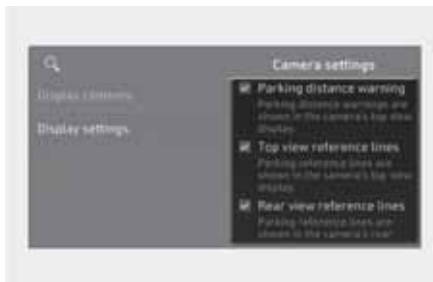 Camera settings
Display contents
Display settings
Parking distance warning
Parking distance warnings are
shown in the camera's top view
display.
Top view reference lines
Parking reference lines are
shown in the camera's top view
display.
Rear view reference lines
Parking reference lines are
shown in the camera's rear